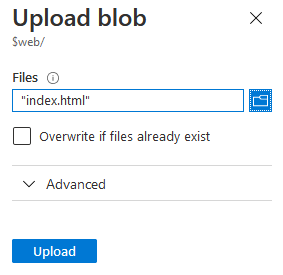 Upload blob
$web/
Files
"index.html"
Overwrite if files already exist
Advanced
Upload